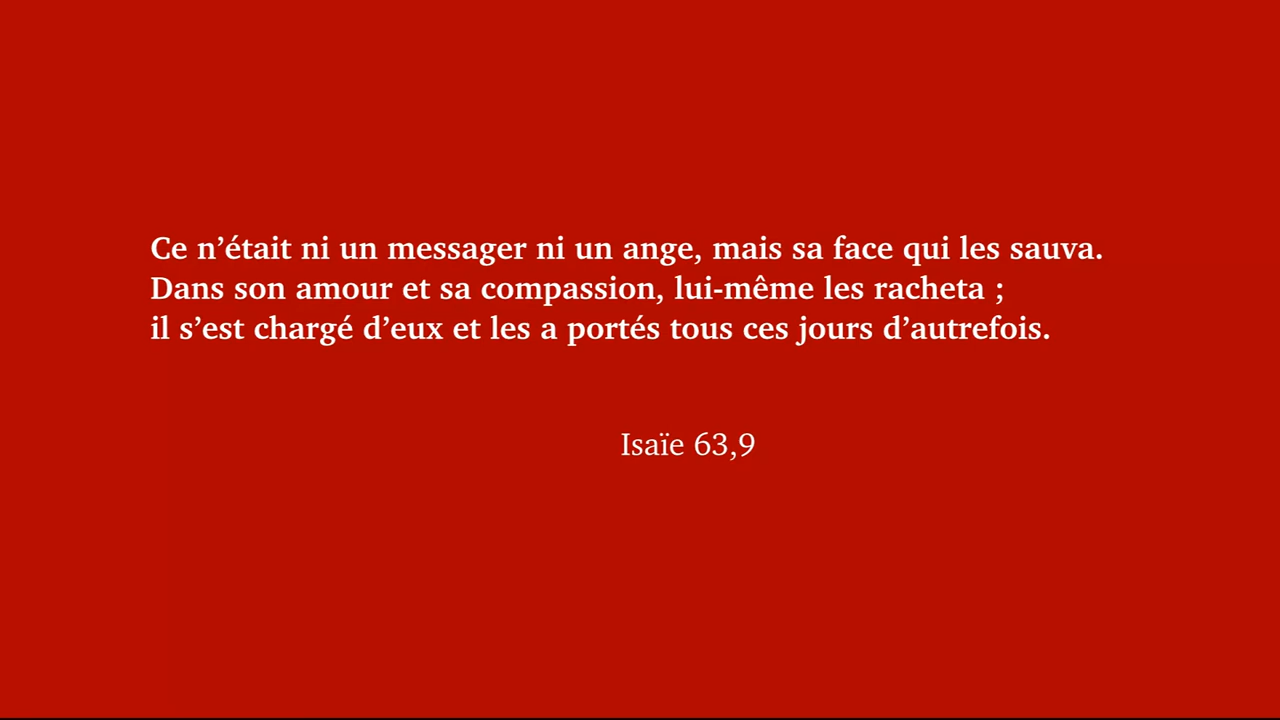 Ce n’était ni un messager ni un ange, mais sa face qui les sauva.
Dans son amour et sa compassion, lui-même les racheta ;
il s’est chargé d’eux et les a portés tous ces jours d’autrefois.
Isaïe 63,9